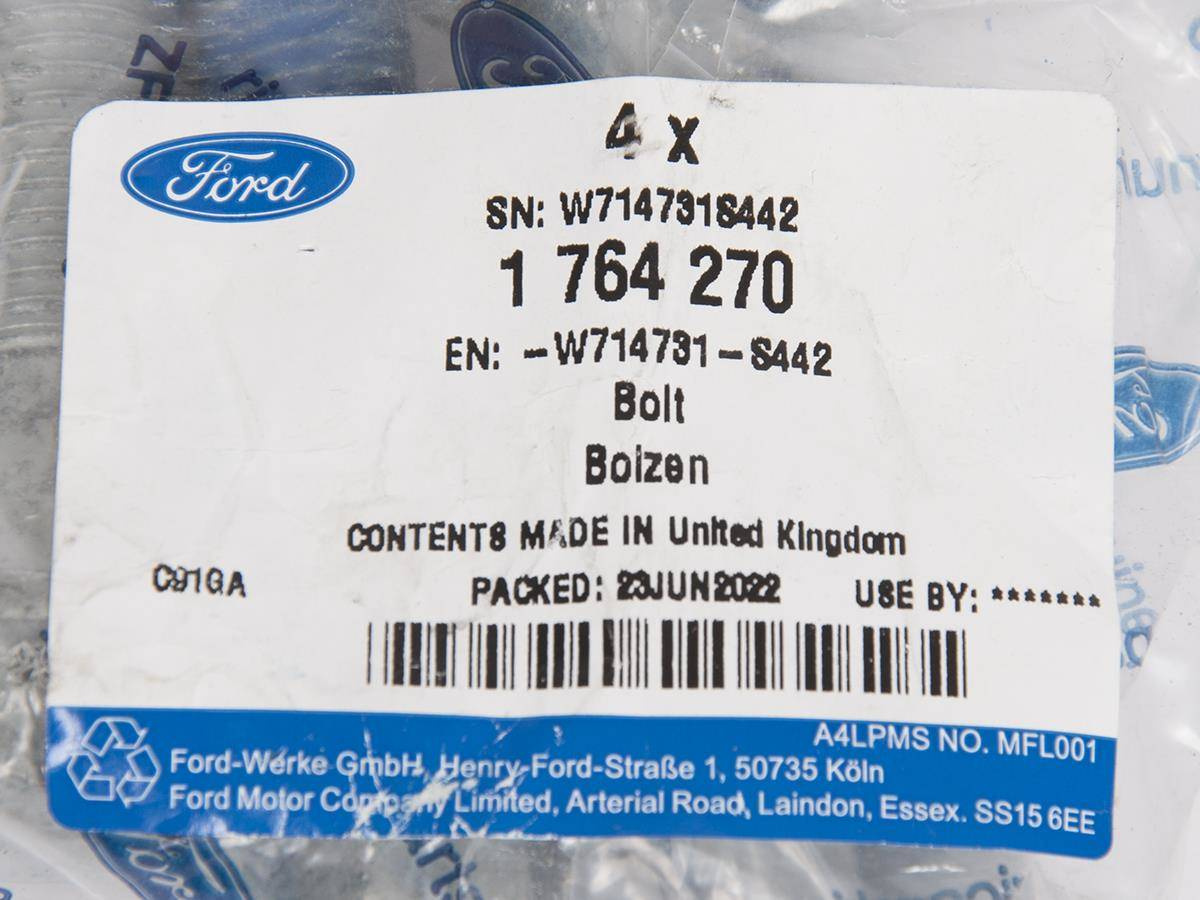 Ford
4 x
SN: W714731S442
1 764 270
EN: -W714731-S442
Bolt
Bolzen
CONTENTS MADE IN United Kingdom
C91GA
PACKED: 23JUN2022
USE BY: *******
A4LPMS NO. MFL001
Ford-Werke GmbH, Henry-Ford-Straße 1, 50735 Köln
Ford Motor Company Limited, Arterial Road, Laindon, Essex. SS15 6EE